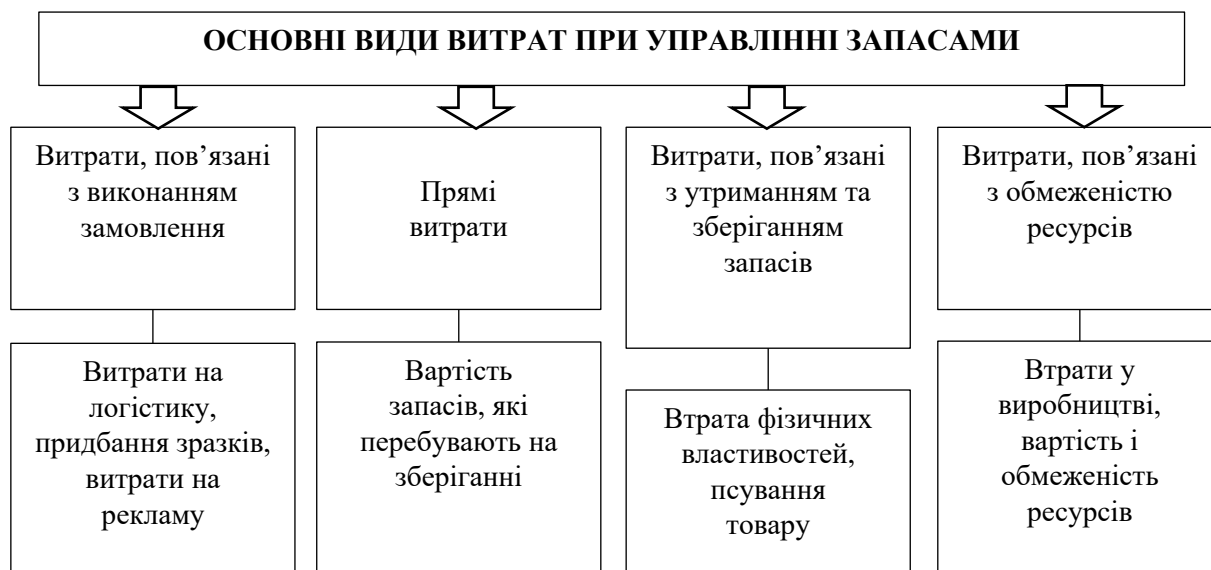 ОСНОВНІ ВИДИ ВИТРАТ ПРИ УПРАВЛІННІ ЗАПАСАМИ
Витрати, пов’язані
з виконанням
замовлення
Прямі
витрати
Витрати, пов’язані
з утриманням та
зберіганням
запасів
Витрати, пов’язані
з обмеженістю
ресурсів
Витрати на
логістику,
придбання зразків,
витрати на
рекламу
Вартість
запасів, які
перебувають на
зберіганні
Втрата фізичних
властивостей,
псування
товару
Втрати у
виробництві,
вартість і
обмеженість
ресурсів